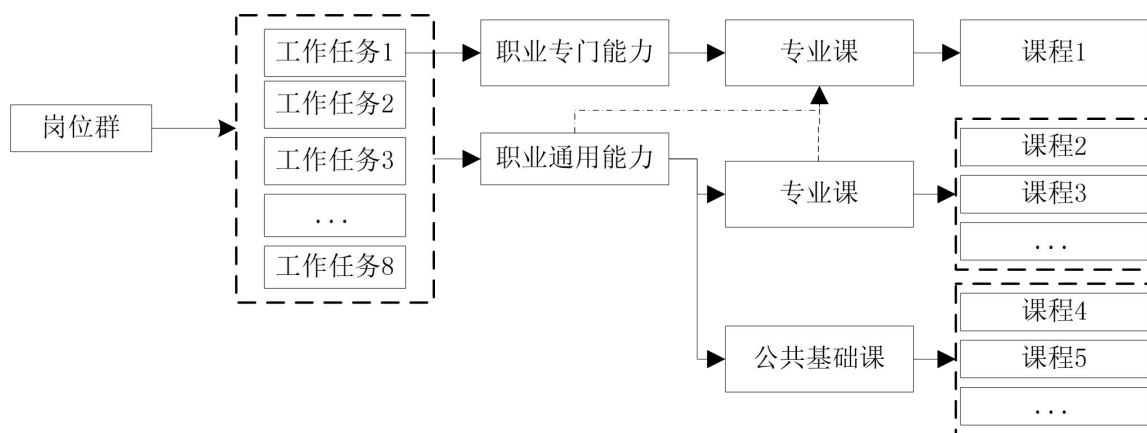 工作任务1
职业专门能力
专业课
课程1
工作任务2
岗位群
工作任务3
职业通用能力
专业课
课程2
课程3
...
...
工作任务8
课程4
公共基础课
课程5
...